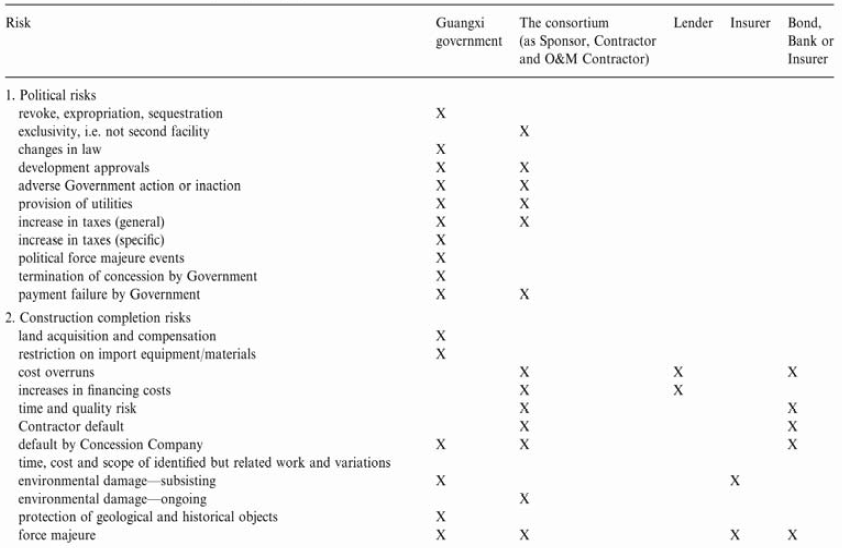 Risk Guangxi government The consortium (as Sponsor, Contractor and O&M Contractor) Lender Insurer Bond, Bank or Insurer
1. Political risks
revoke, expropriation, sequestration X
exclusivity, i.e. not second facility X
changes in law X
development approvals X X
adverse Government action or inaction X X
provision of utilities X X
increase in taxes (general) X X
increase in taxes (specific) X
political force majeure events X
termination of concession by Government X
payment failure by Government X X
2. Construction completion risks
land acquisition and compensation X
restriction on import equipment/materials X
cost overruns X X X
increases in financing costs X X
time and quality risk X X
Contractor default X X
default by Concession Company X X X
time, cost and scope of identified but related work and variations
environmental damage—subsisting X X
environmental damage—ongoing X
protection of geological and historical objects X
force majeure X X X X